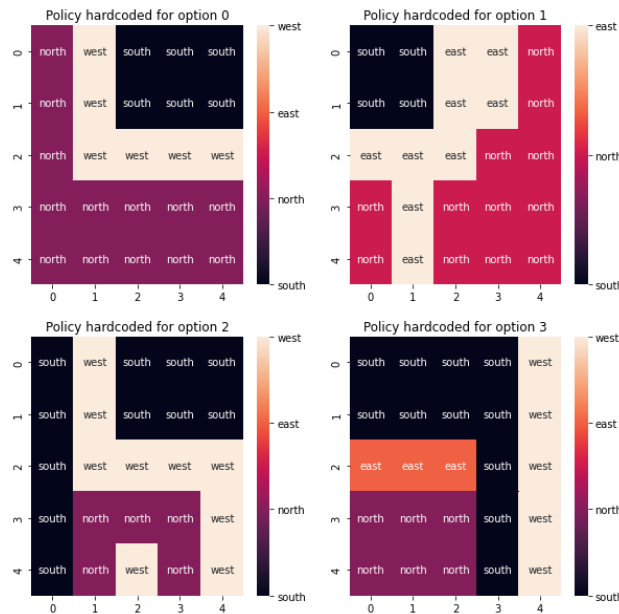 Policy hardcoded for option 0
0 north west south south south west
1 north west south south south east
2 north west west west west
3 north north north north north north
4 north north north north north south
0 1 2 3 4
Policy hardcoded for option 1
0 south south east east north east
1 south south east east north
2 east east east north north north
3 north east north north north
4 north east north north north south
0 1 2 3 4
Policy hardcoded for option 2
0 south west south south south west
1 south west south south south east
2 south west west west west
3 south north north north west north
4 south north west north west south
0 1 2 3 4
Policy hardcoded for option 3
0 south south south south west west
1 south south south south west east
2 east east east south west
3 north north north south west north
4 north north north south west south
0 1 2 3 4